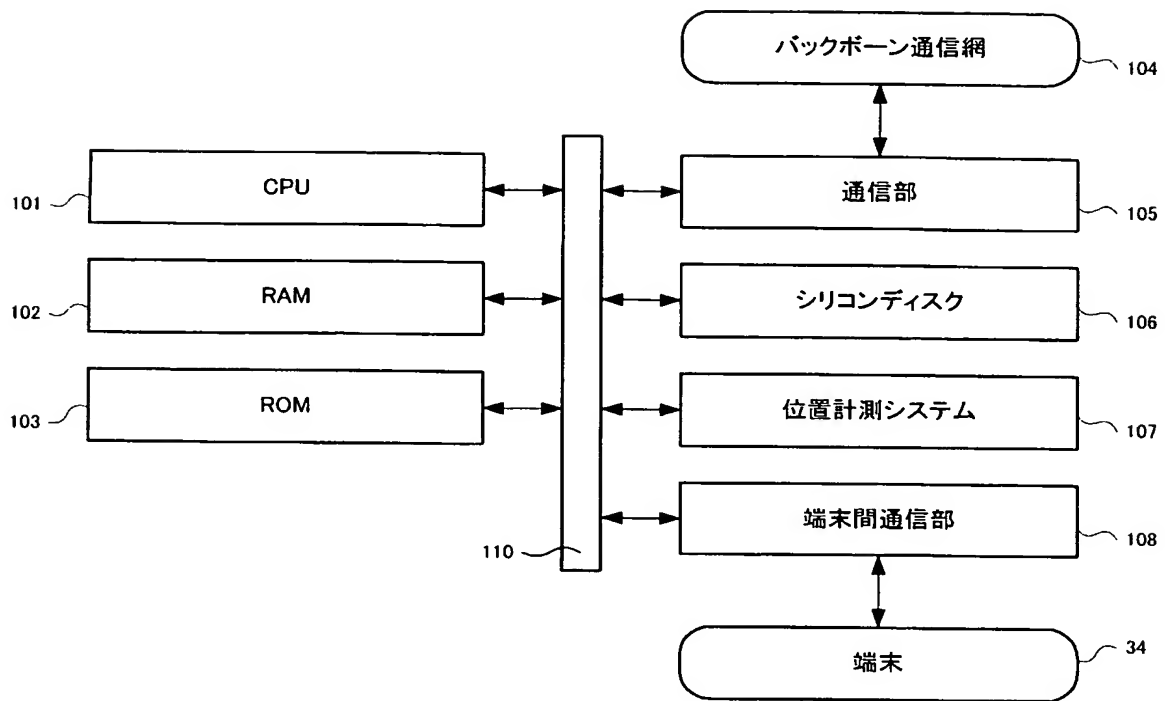 バックボーン通信網
104
CPU
101
通信部
105
RAM
102
シリコンディスク
106
ROM
103
位置計測システム
107
110
端末間通信部
108
端末
34